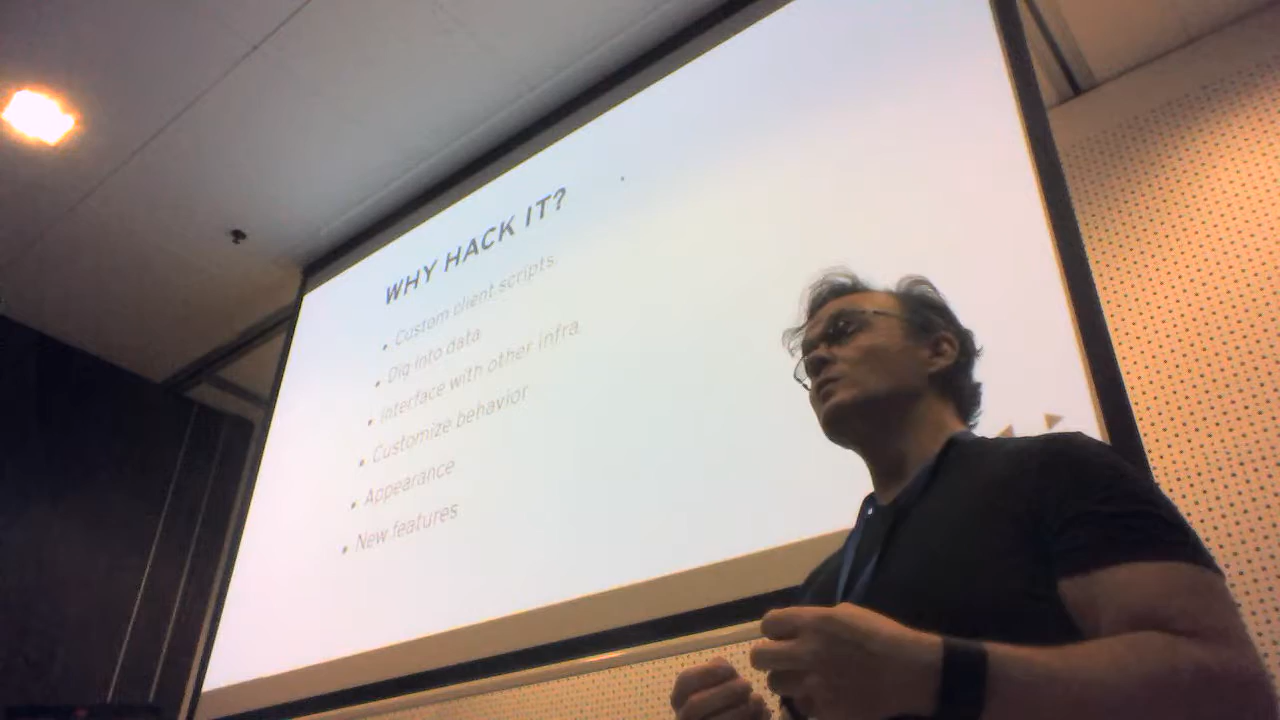 WHY HACK IT?
• Custom client scripts
• Dig into data
• Interface with other infra
• Customize behavior
• Appearance
• New features